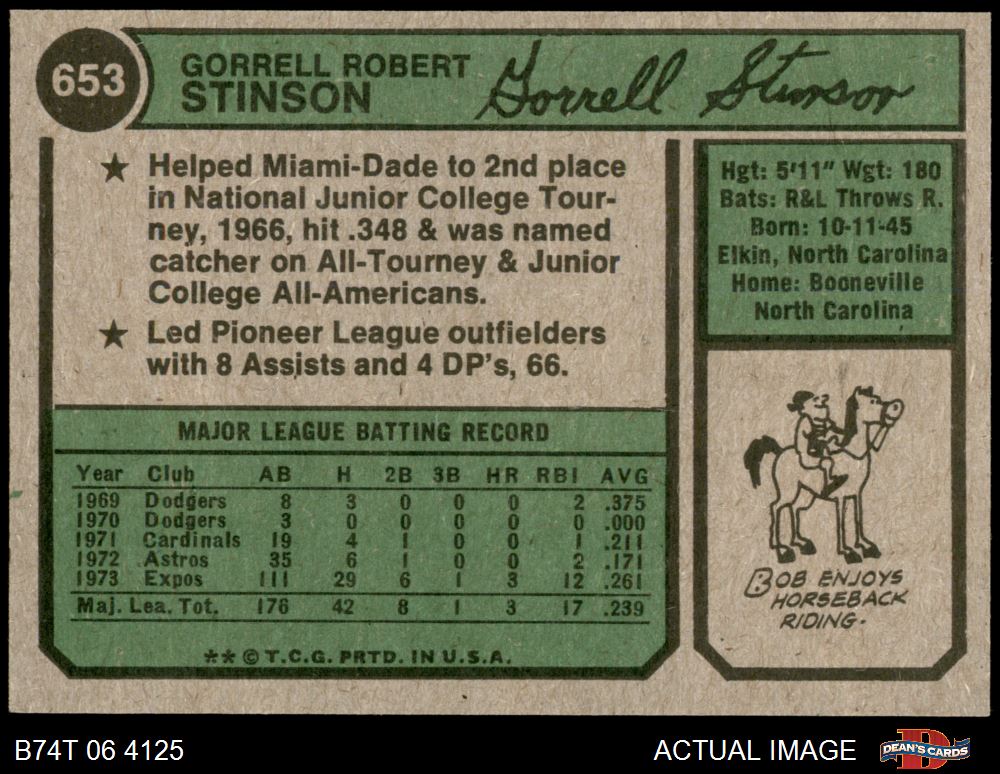 653
GORRELL ROBERT
STINSON
Gorrell Stinson
★ Helped Miami-Dade to 2nd place
in National Junior College Tour-
ney, 1966, hit .348 & was named
catcher on All-Tourney & Junior
College All-Americans.
★ Led Pioneer League outfielders
with 8 Assists and 4 DP's, 66.
Hgt: 5'11" Wgt: 180
Bats: R&L Throws R.
Born: 10-11-45
Elkin, North Carolina
Home: Booneville
North Carolina
MAJOR LEAGUE BATTING RECORD
Year Club AB H 2B 3B HR RBI AVG
1969 Dodgers 8 3 0 0 0 2 .375
1970 Dodgers 3 0 0 0 0 0 .000
1971 Cardinals 19 4 1 0 0 1 .211
1972 Astros 35 6 1 0 0 2 .171
1973 Expos 111 29 6 1 3 12 .261
Maj. Lea. Tot. 176 42 8 1 3 17 .239
** © T.C.G. PRTD. IN U.S.A.
BOB ENJOYS
HORSEBACK
RIDING.
B74T 06 4125
ACTUAL IMAGE
DEAN'S CARDS